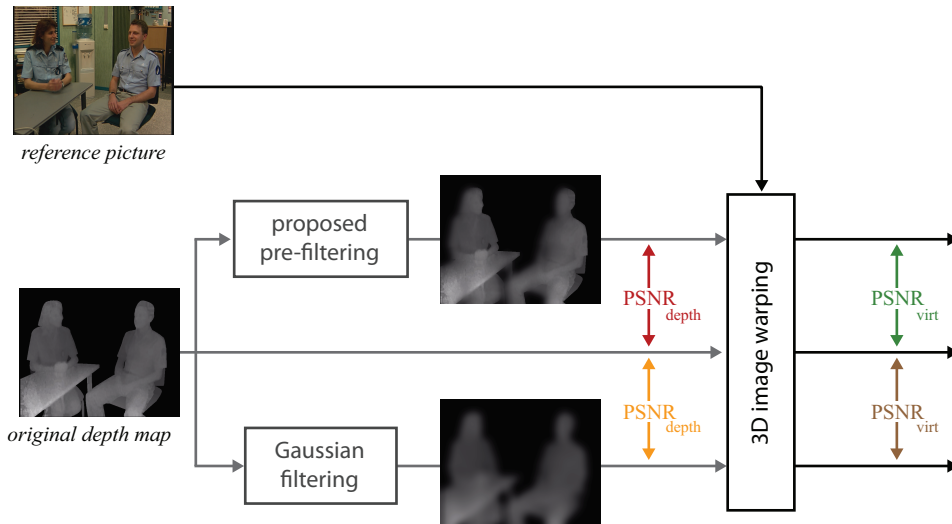 reference picture
proposed
pre-filtering
PSNR depth
PSNR virt
3D image warping
original depth map
PSNR depth
PSNR virt
Gaussian
filtering